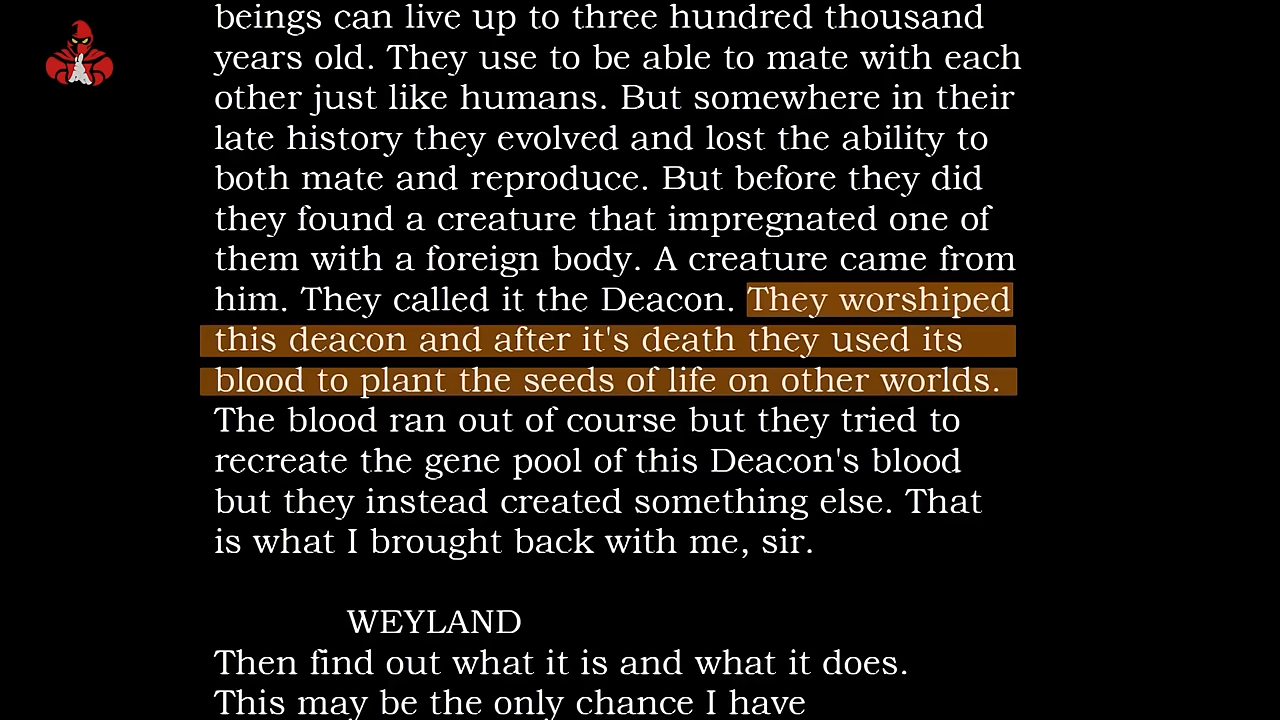 beings can live up to three hundred thousand
years old. They use to be able to mate with each
other just like humans. But somewhere in their
late history they evolved and lost the ability to
both mate and reproduce. But before they did
they found a creature that impregnated one of
them with a foreign body. A creature came from
him. They called it the Deacon. They worshiped
this deacon and after it's death they used its
blood to plant the seeds of life on other worlds.
The blood ran out of course but they tried to
recreate the gene pool of this Deacon's blood
but they instead created something else. That
is what I brought back with me, sir.
WEYLAND
Then find out what it is and what it does.
This may be the only chance I have